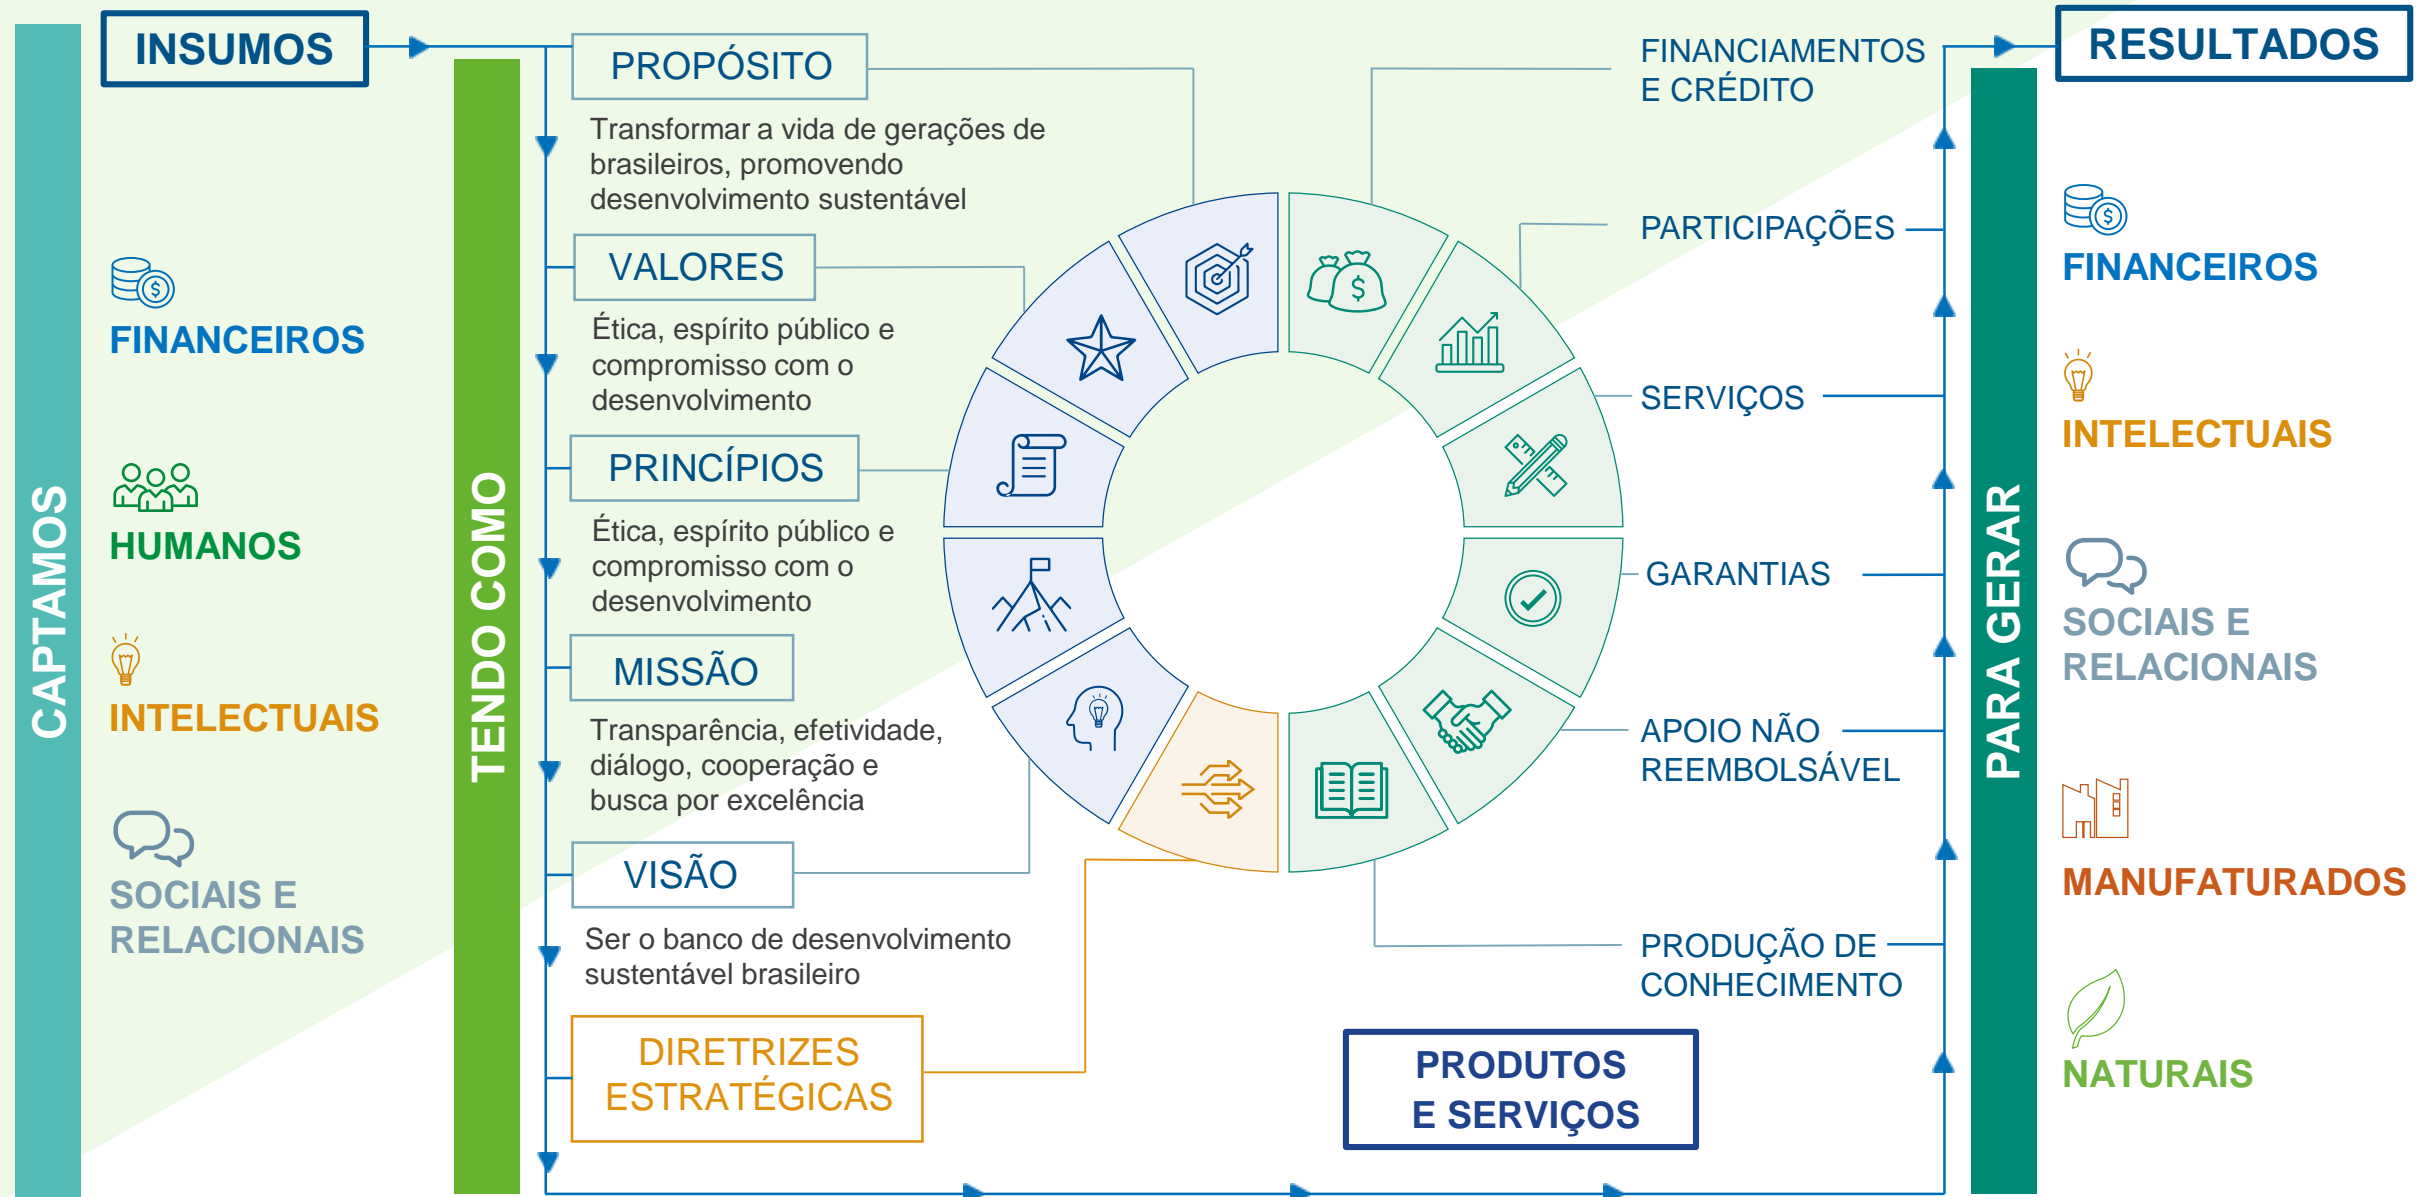 INSUMOS
CAPTAMOS
FINANCEIROS
HUMANOS
INTELECTUAIS
SOCIAIS E
RELACIONAIS
TENDO COMO
PROPÓSITO
Transformar a vida de gerações de
brasileiros, promovendo
desenvolvimento sustentável
VALORES
Ética, espírito público e
compromisso com o
desenvolvimento
PRINCÍPIOS
Ética, espírito público e
compromisso com o
desenvolvimento
MISSÃO
Transparência, efetividade,
diálogo, cooperação e
busca por excelência
VISÃO
Ser o banco de desenvolvimento
sustentável brasileiro
DIRETRIZES
ESTRATÉGICAS
FINANCIAMENTOS
E CRÉDITO
PARTICIPAÇÕES
SERVIÇOS
GARANTIAS
APOIO NÃO
REEMBOLSÁVEL
PRODUÇÃO DE
CONHECIMENTO
PRODUTOS
E SERVIÇOS
PARA GERAR
RESULTADOS
FINANCEIROS
INTELECTUAIS
SOCIAIS E
RELACIONAIS
MANUFATURADOS
NATURAIS